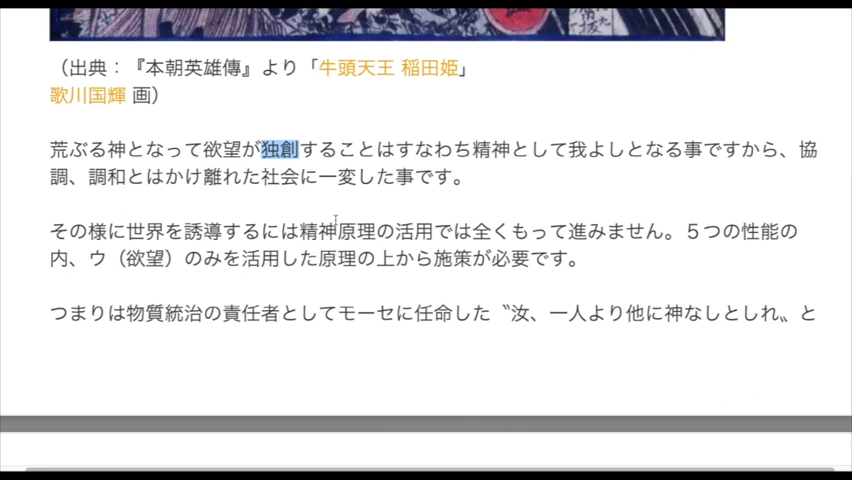 （出典：『本朝英雄傳』より「牛頭天王 稲田姫」
歌川国輝 画）
荒ぶる神となって欲望が独創することはすなわち精神として我よしとなる事ですから、協
調、調和とはかけ離れた社会に一変した事です。
その様に世界を誘導するには精神原理の活用では全くもって進みません。５つの性能の
内、ウ（欲望）のみを活用した原理の上から施策が必要です。
つまりは物質統治の責任者としてモーセに任命した〝汝、一人より他に神なしとしれ〟と